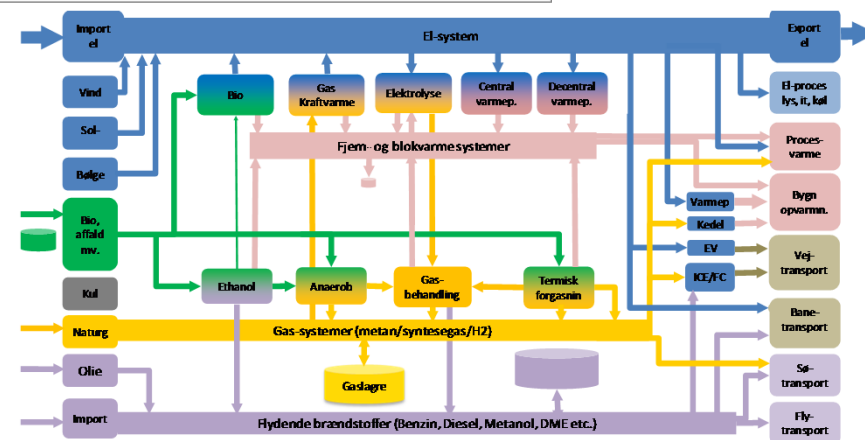 Import
el
El-system
Export
el
Vind
Bio
Gas
Kraftvarme
Elektrolyse
Central
varmep.
Decentral
varmep.
El-proces
lys, it, køl
Sol-
Fjern- og blokvarme systemer
Proces-
varme
Bølge
Bio,
affald
mv.
Varmep
Bygn
opvarmn.
Kedel
EV
Vej-
transport
ICE/FC
Kul
Ethanol
Anaerob
Gas-
behandling
Termisk
forgasnin
Bane-
transport
Naturg
Gas-systemer (metan/syntesegas/H2)
Olie
Gaslagre
Sø-
transport
Import
Flydende brændstoffer (Benzin, Diesel, Metanol, DME etc.)
Fly-
transport